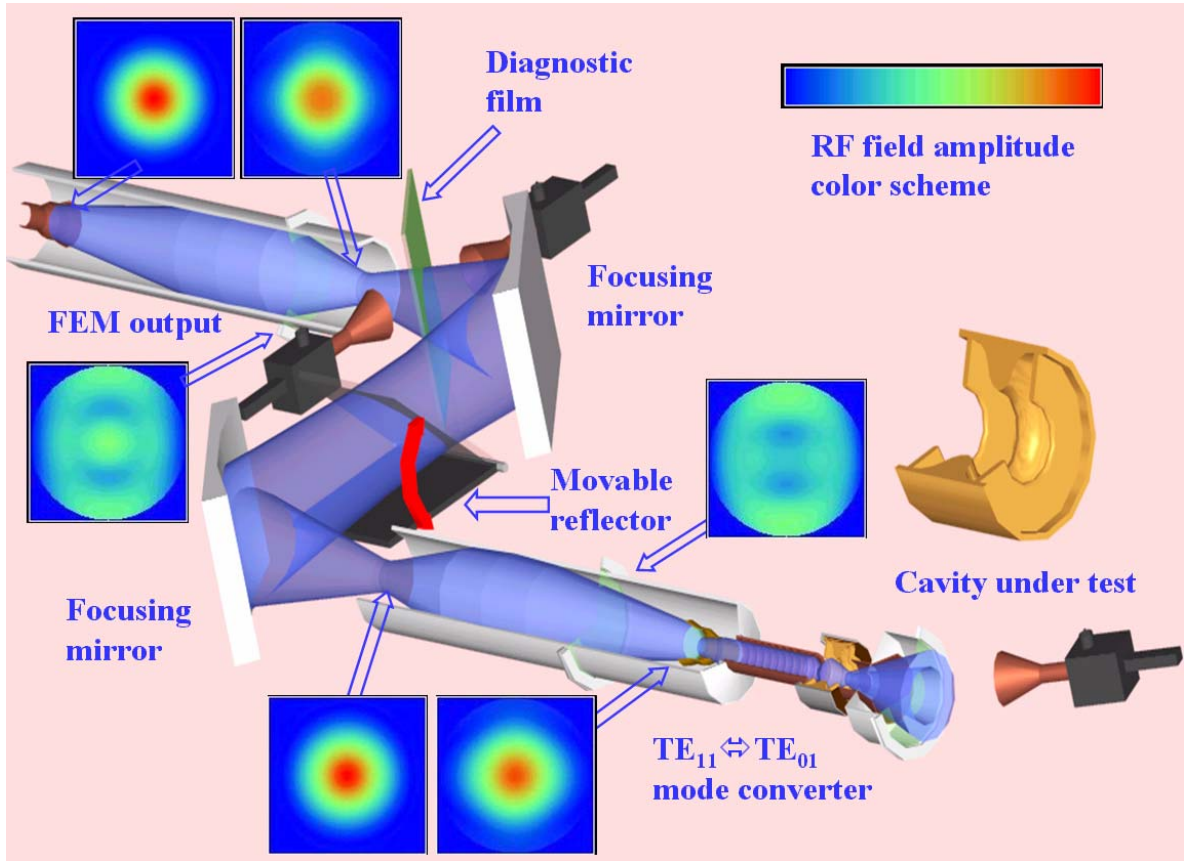 Diagnostic
film
RF field amplitude
color scheme
Focusing
mirror
FEM output
Movable
reflector
Cavity under test
Focusing
mirror
TE₁₁⇔TE₀₁
mode converter